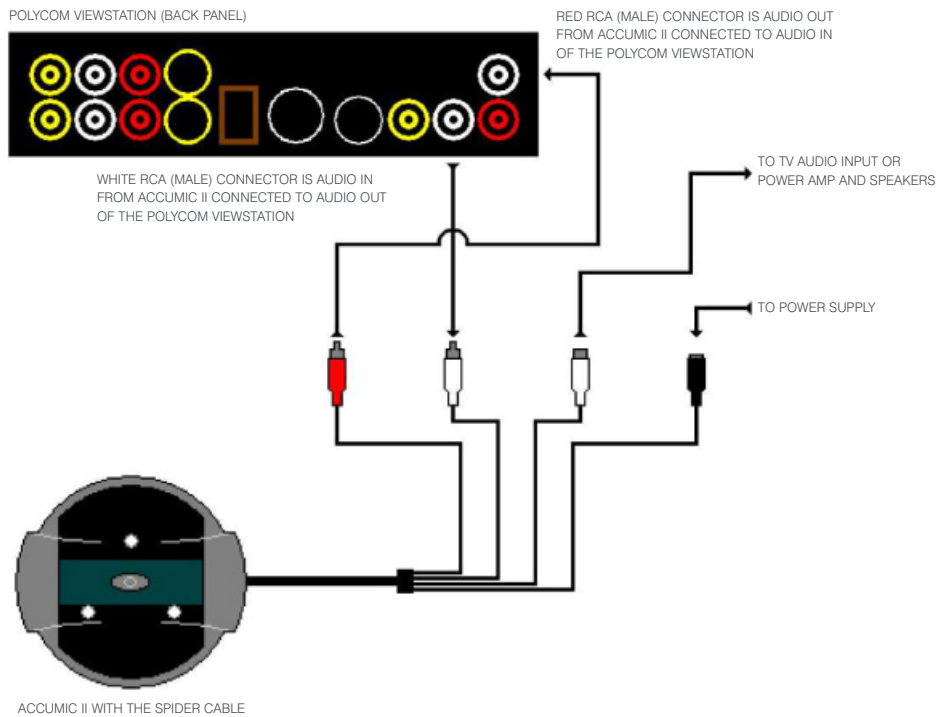 POLYCOM VIEWSTATION (BACK PANEL)
RED RCA (MALE) CONNECTOR IS AUDIO OUT
FROM ACCUMIC II CONNECTED TO AUDIO IN
OF THE POLYCOM VIEWSTATION
WHITE RCA (MALE) CONNECTOR IS AUDIO IN
FROM ACCUMIC II CONNECTED TO AUDIO OUT
OF THE POLYCOM VIEWSTATION
TO TV AUDIO INPUT OR
POWER AMP AND SPEAKERS
TO POWER SUPPLY
ACCUMIC II WITH THE SPIDER CABLE